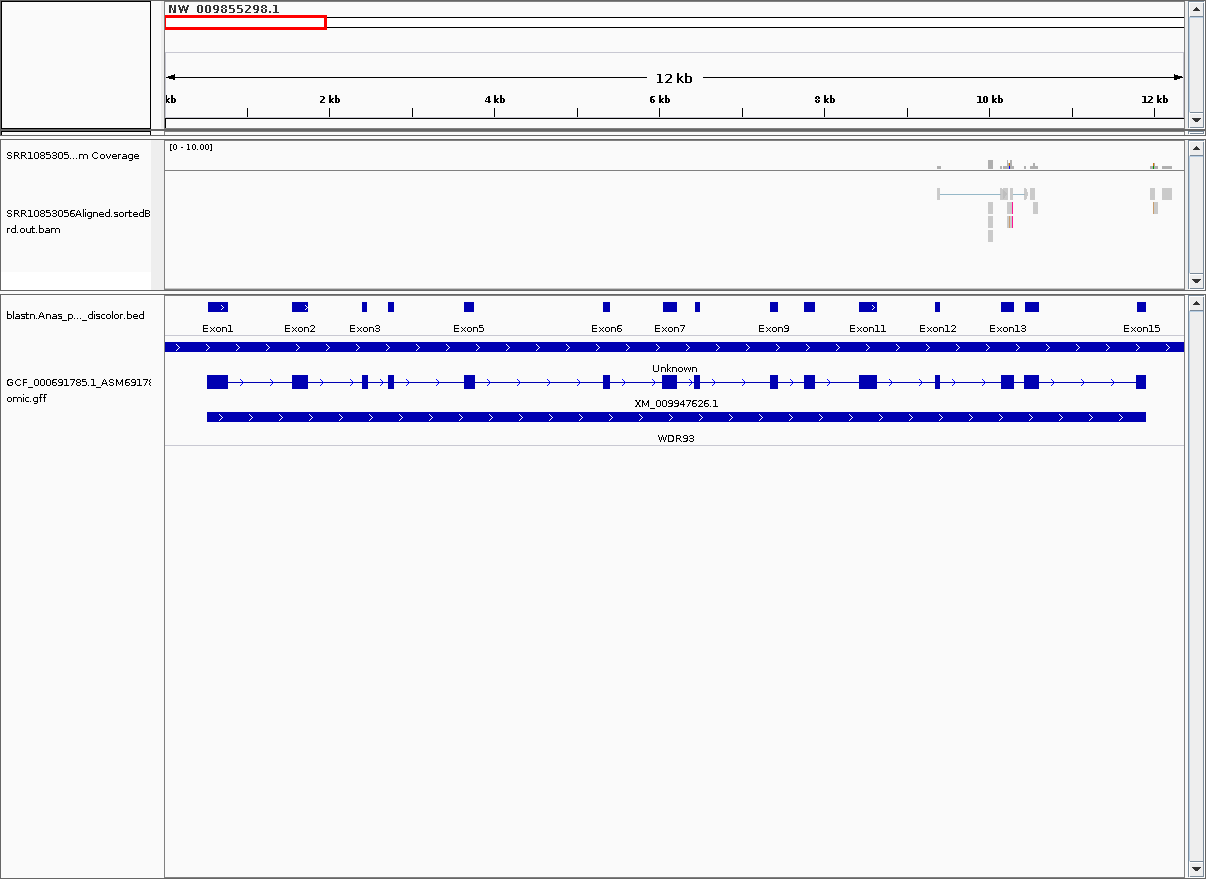 NW_009855298.1
12 kb
kb 2 kb 4 kb 6 kb 8 kb 10 kb 12 kb
SRR1085305...m Coverage
[0 - 10.00]
SRR10853056Aligned.sortedB
rd.out.bam
blastn.Anas_p..._discolor.bed
Exon1 Exon2 Exon3 Exon5 Exon6 Exon7 Exon9 Exon11 Exon12 Exon13 Exon15
Unknown
GCF_000691785.1_ASM69178
omic.gff
XM_009947626.1
WDR93